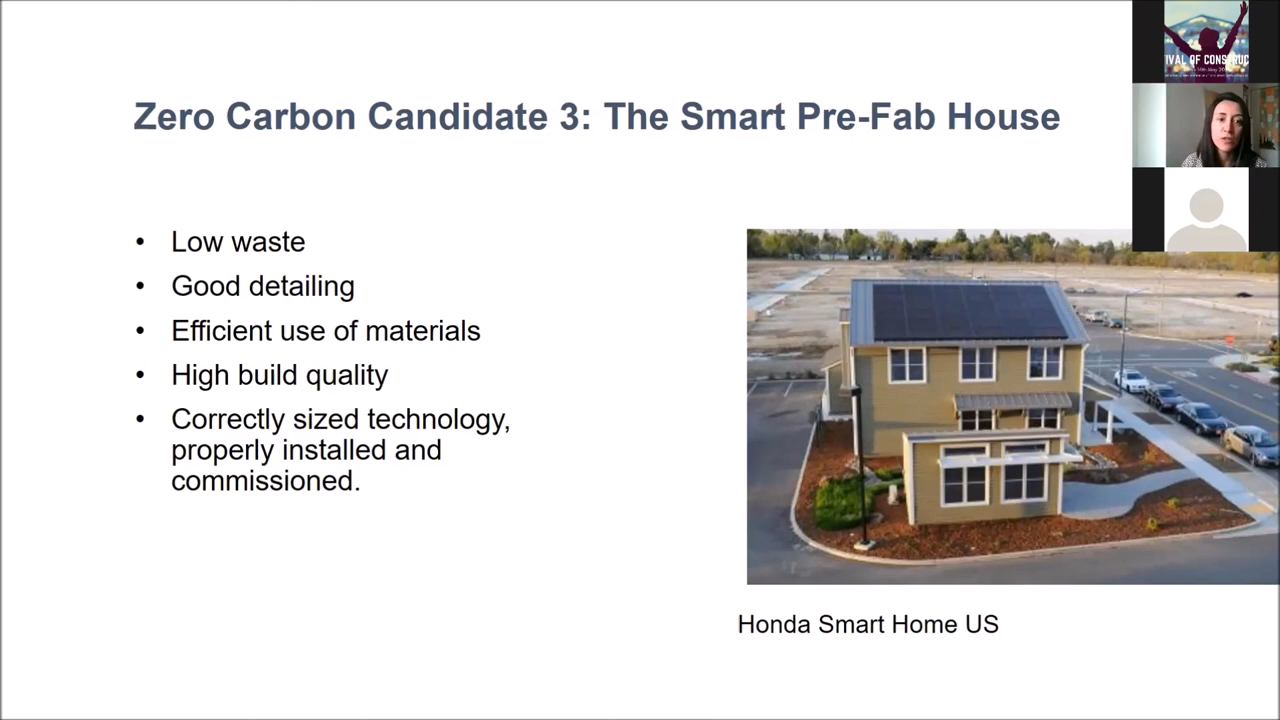 Zero Carbon Candidate 3: The Smart Pre-Fab House
• Low waste
• Good detailing
• Efficient use of materials
• High build quality
• Correctly sized technology,
properly installed and
commissioned.
Honda Smart Home US
IVAL OF CONSTRUC